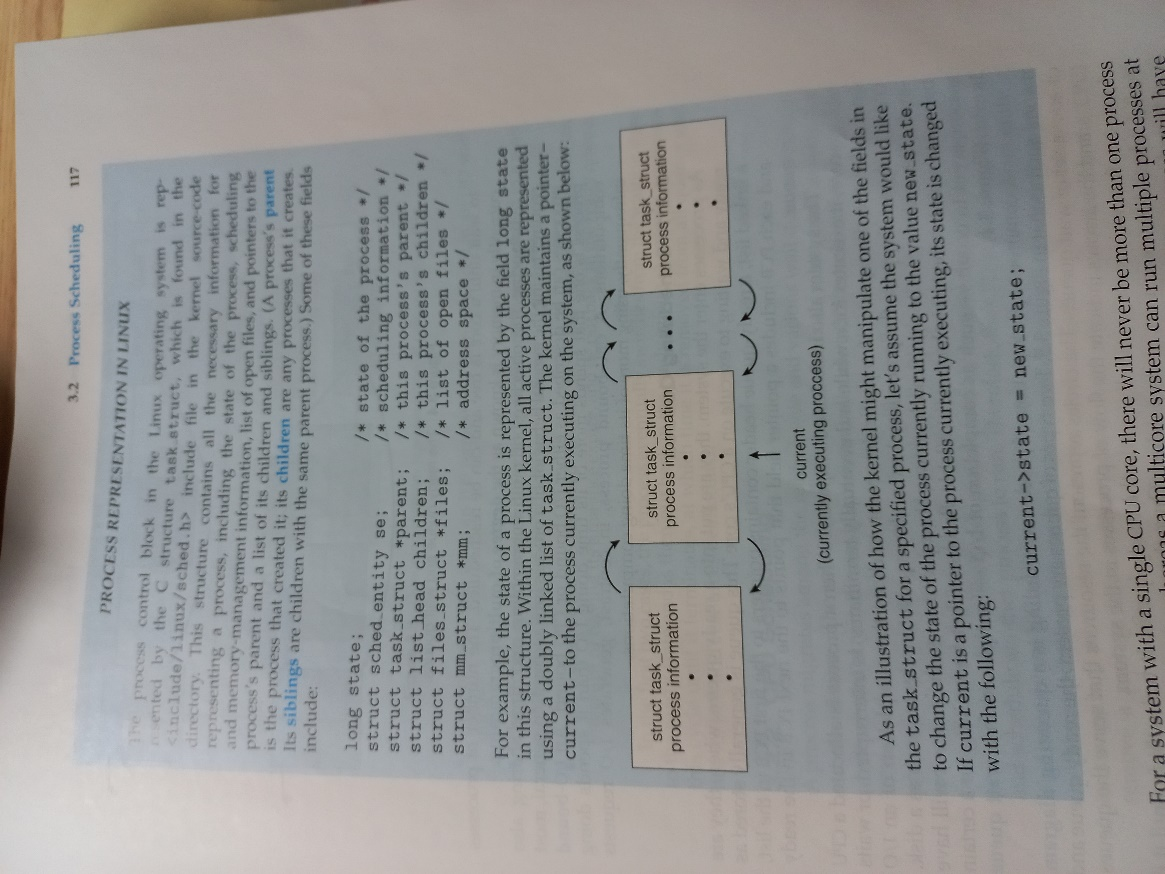 3.2 Process Scheduling 117
PROCESS REPRESENTATION IN LINUX
The process control block in the Linux operating system is rep-
resented by the C structure task_struct, which is found in the
<include/linux/sched.h> include file in the kernel source-code
directory. This structure contains all the necessary information for
representing a process, including the state of the process, scheduling
and memory-management information, list of open files, and pointers to the
process's parent and a list of its children and siblings. (A process's parent
is the process that created it; its children are any processes that it creates.
Its siblings are children with the same parent process.) Some of these fields
include:
long state; /* state of the process */
struct sched_entity se; /* scheduling information */
struct task_struct *parent; /* this process's parent */
struct list_head children; /* this process's children */
struct files_struct *files; /* list of open files */
struct mm_struct *mm; /* address space */
For example, the state of a process is represented by the field long state
in this structure. Within the Linux kernel, all active processes are represented
using a doubly linked list of task_struct. The kernel maintains a pointer–
current–to the process currently executing on the system, as shown below:
struct task_struct
process information
struct task_struct
process information
struct task_struct
process information
current
(currently executing proccess)
As an illustration of how the kernel might manipulate one of the fields in
the task_struct for a specified process, let's assume the system would like
to change the state of the process currently running to the value new_state.
If current is a pointer to the process currently executing, its state is changed
with the following:
current->state = new_state;
For a system with a single CPU core, there will never be more than one process
a multicore system can run multiple processes at
will have